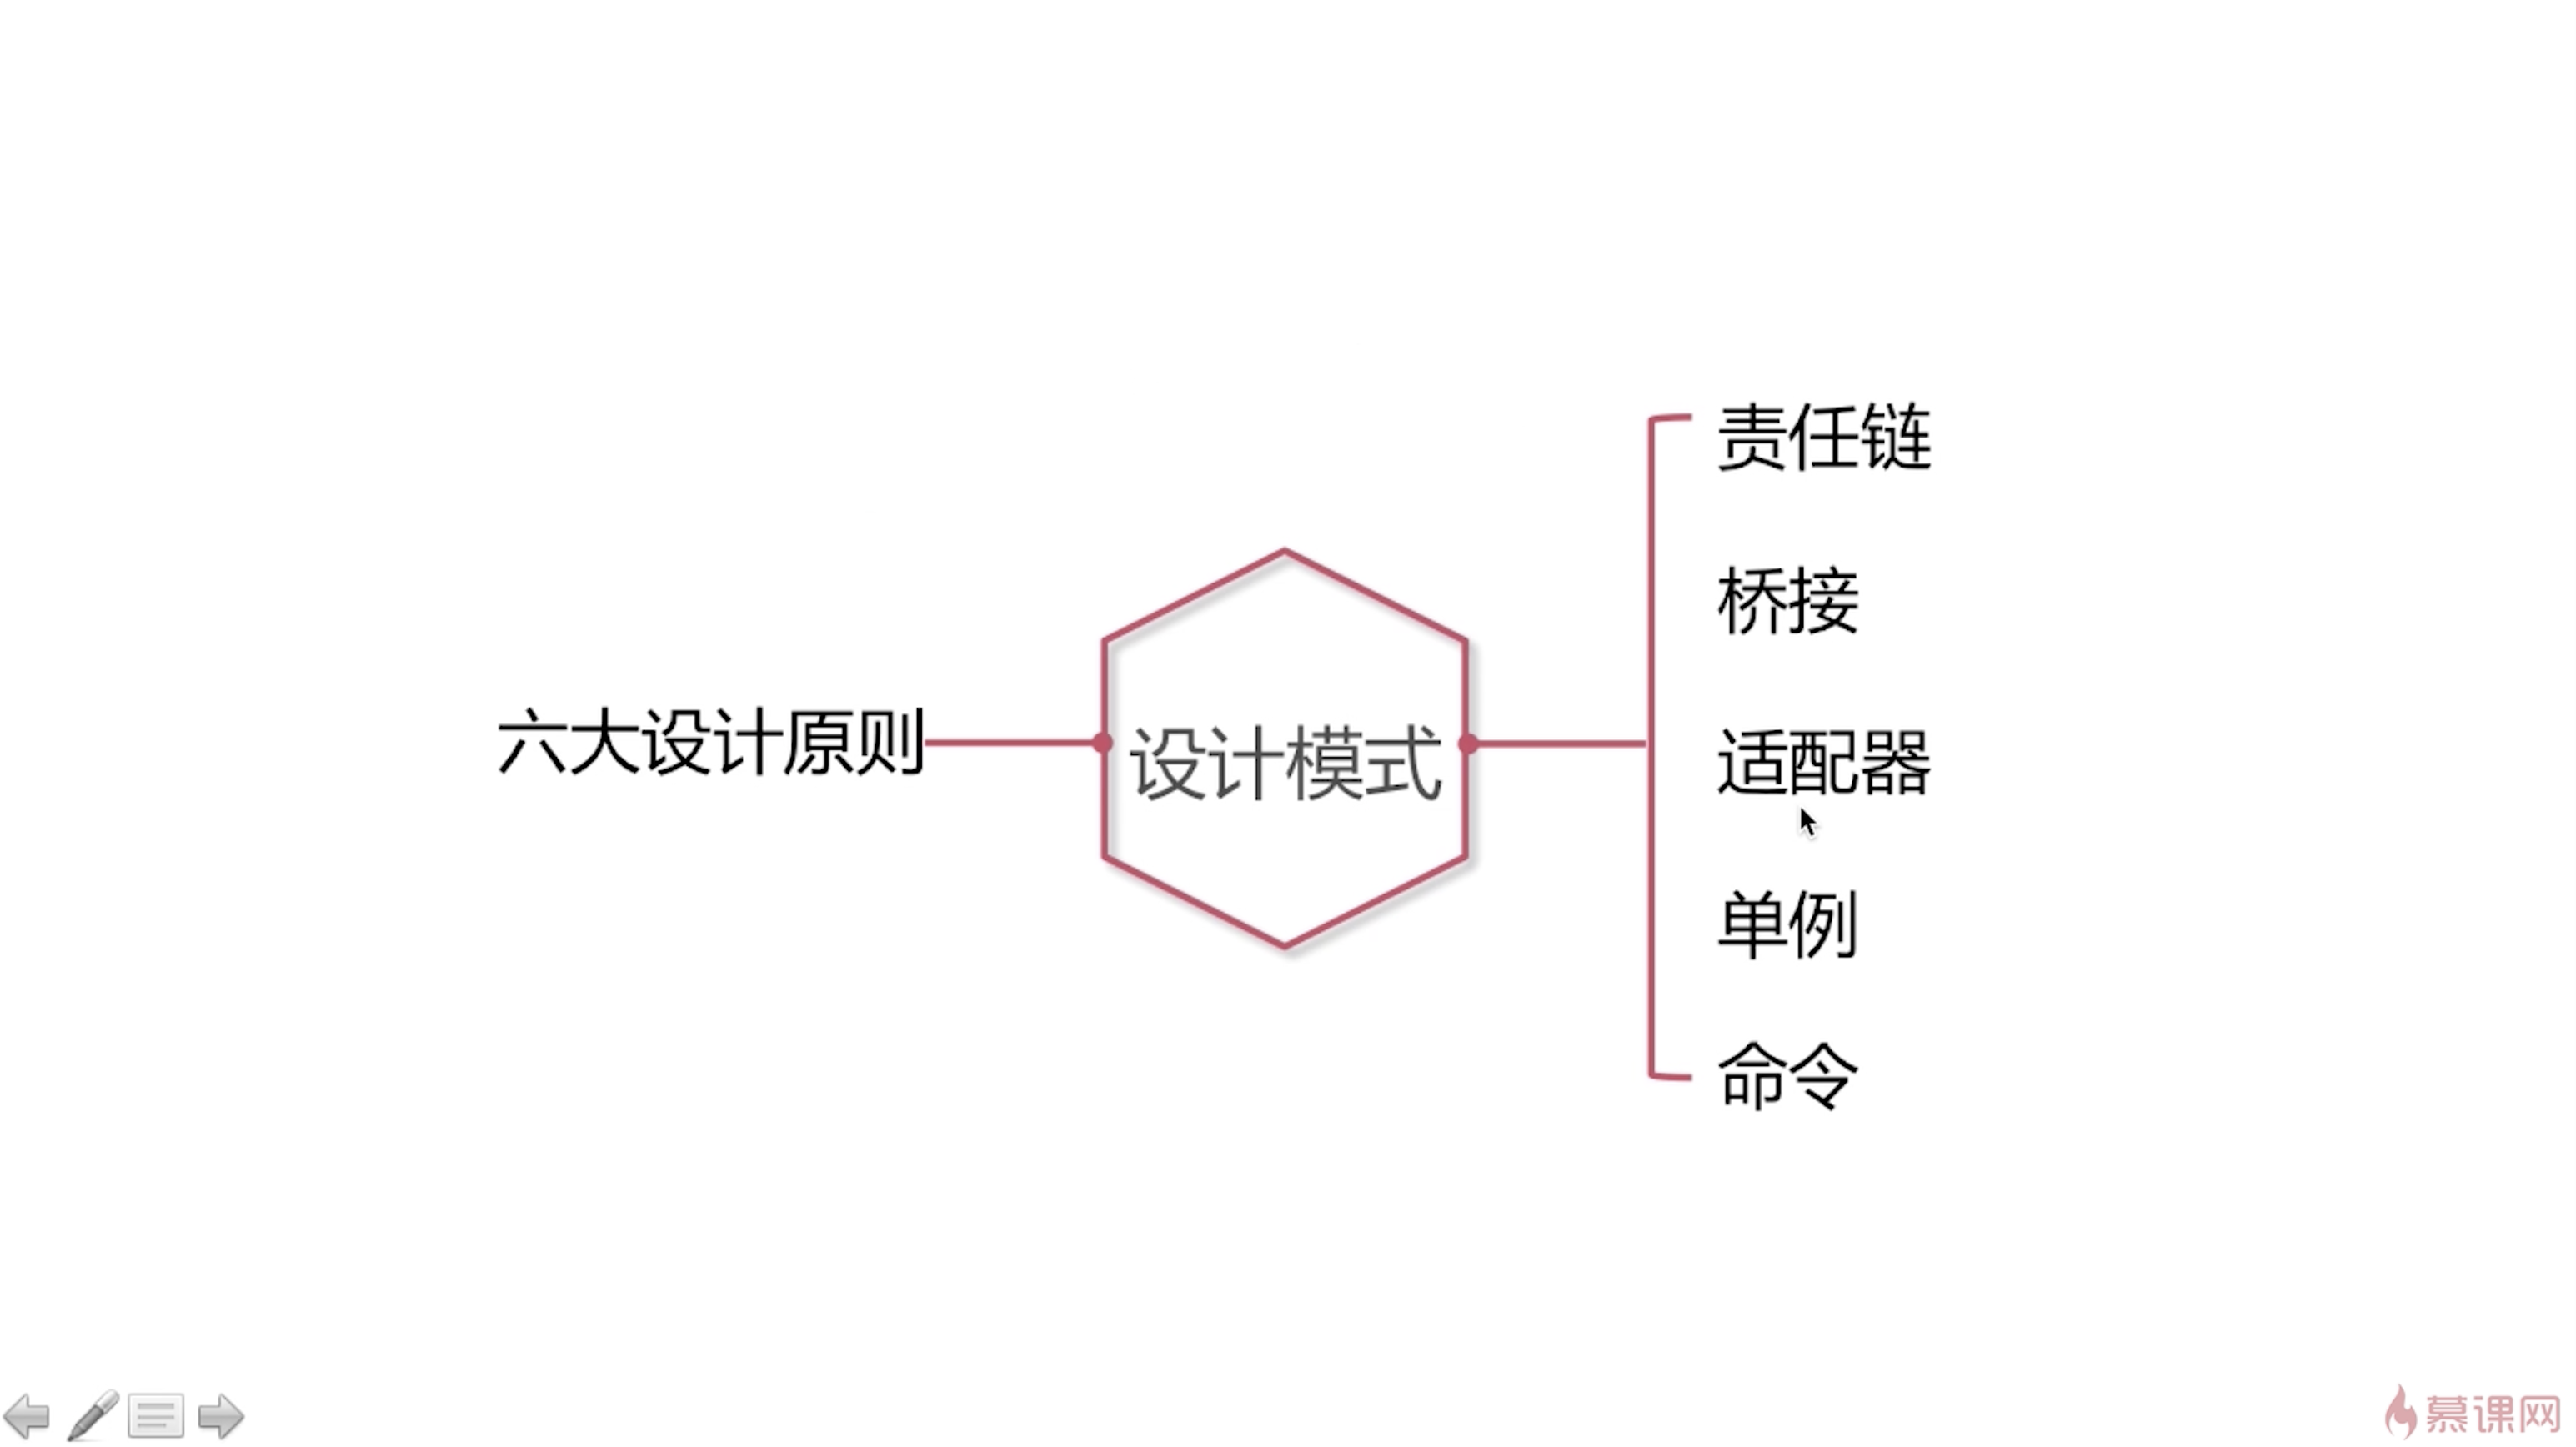 六大设计原则
设计模式
责任链
桥接
适配器
单例
命令
慕课网